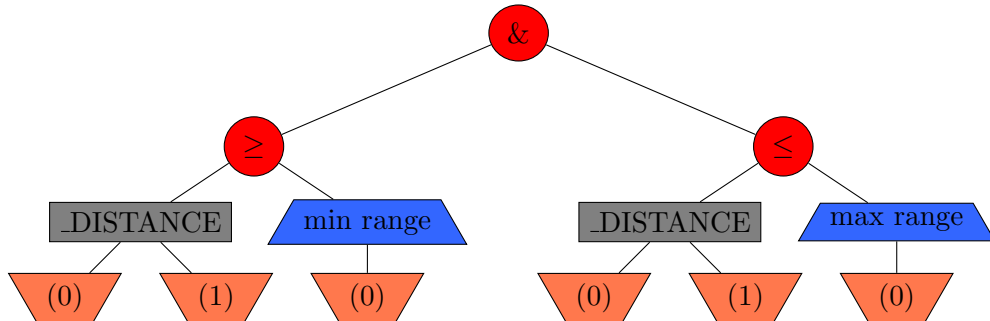 &
≥ ≤
_DISTANCE min range _DISTANCE max range
(0) (1) (0) (0) (1) (0)